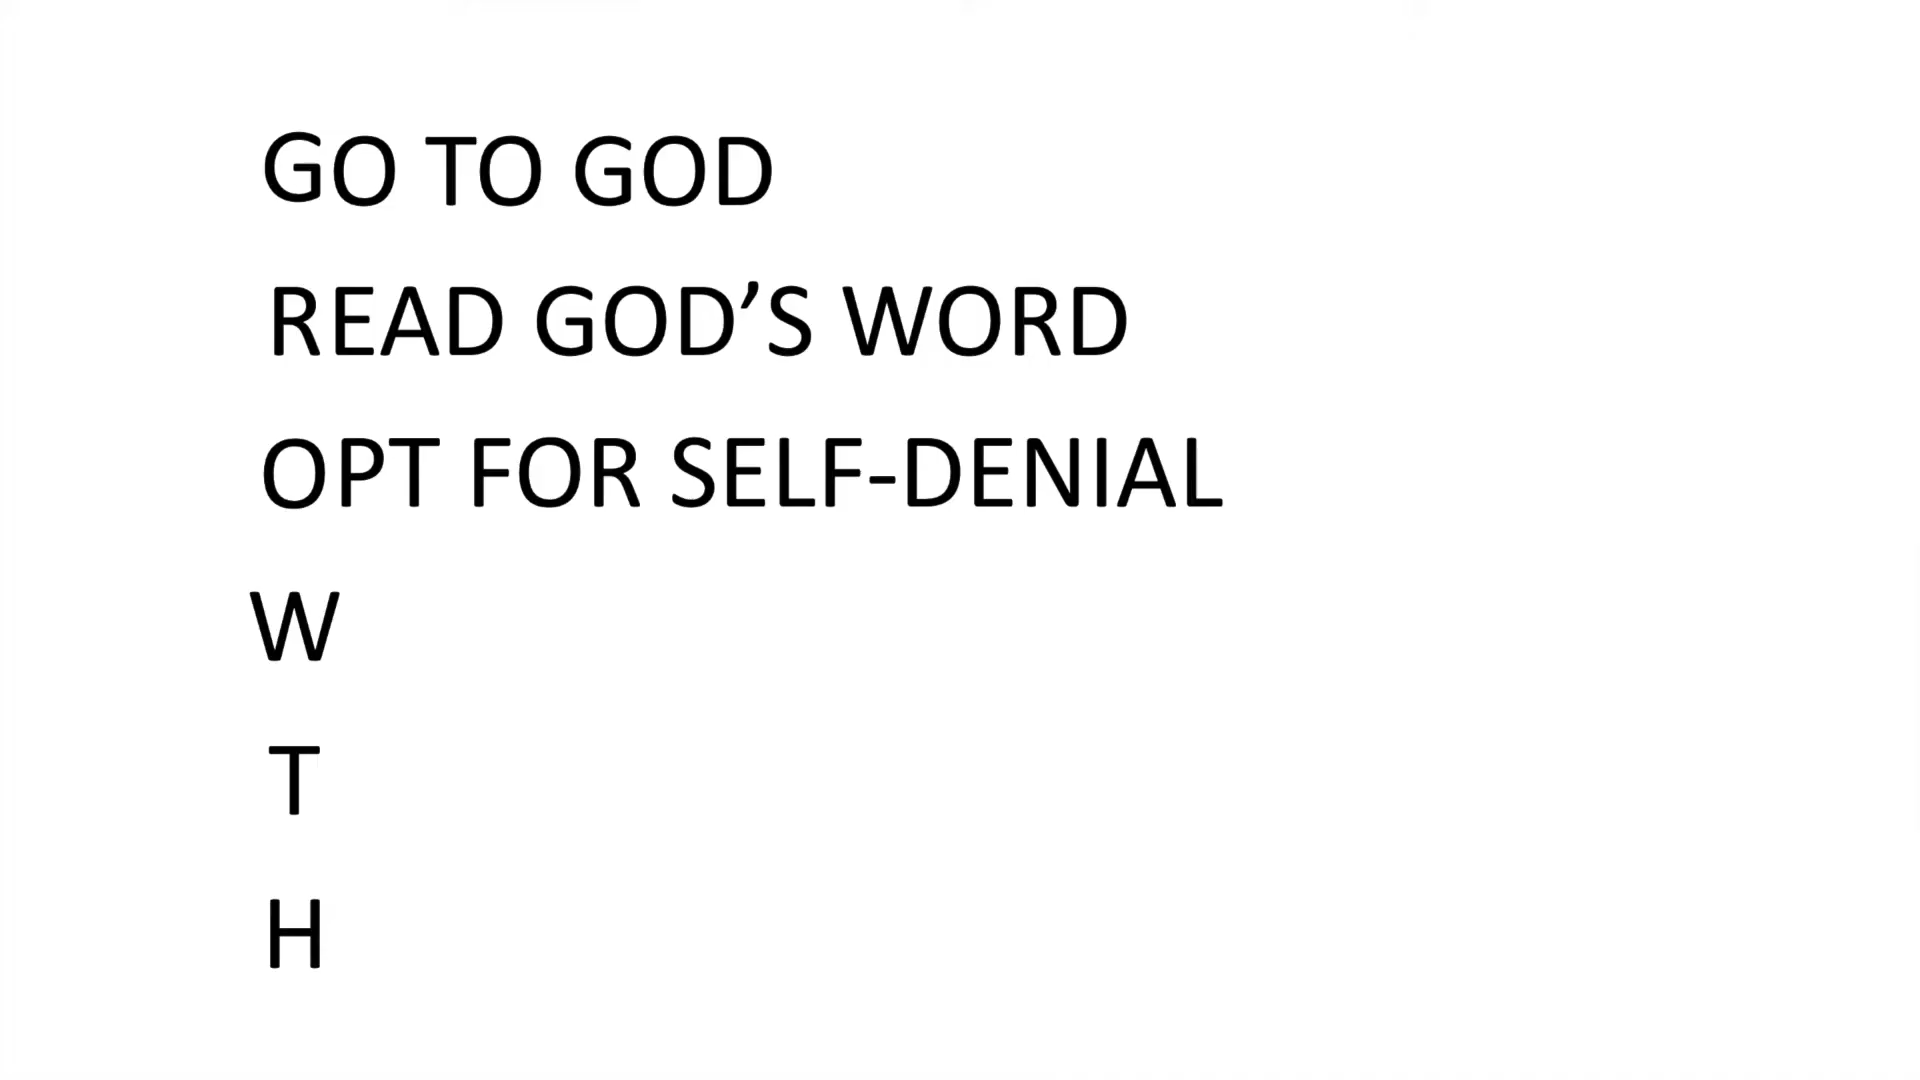 GO TO GOD
READ GOD’S WORD
OPT FOR SELF-DENIAL
W
T
H